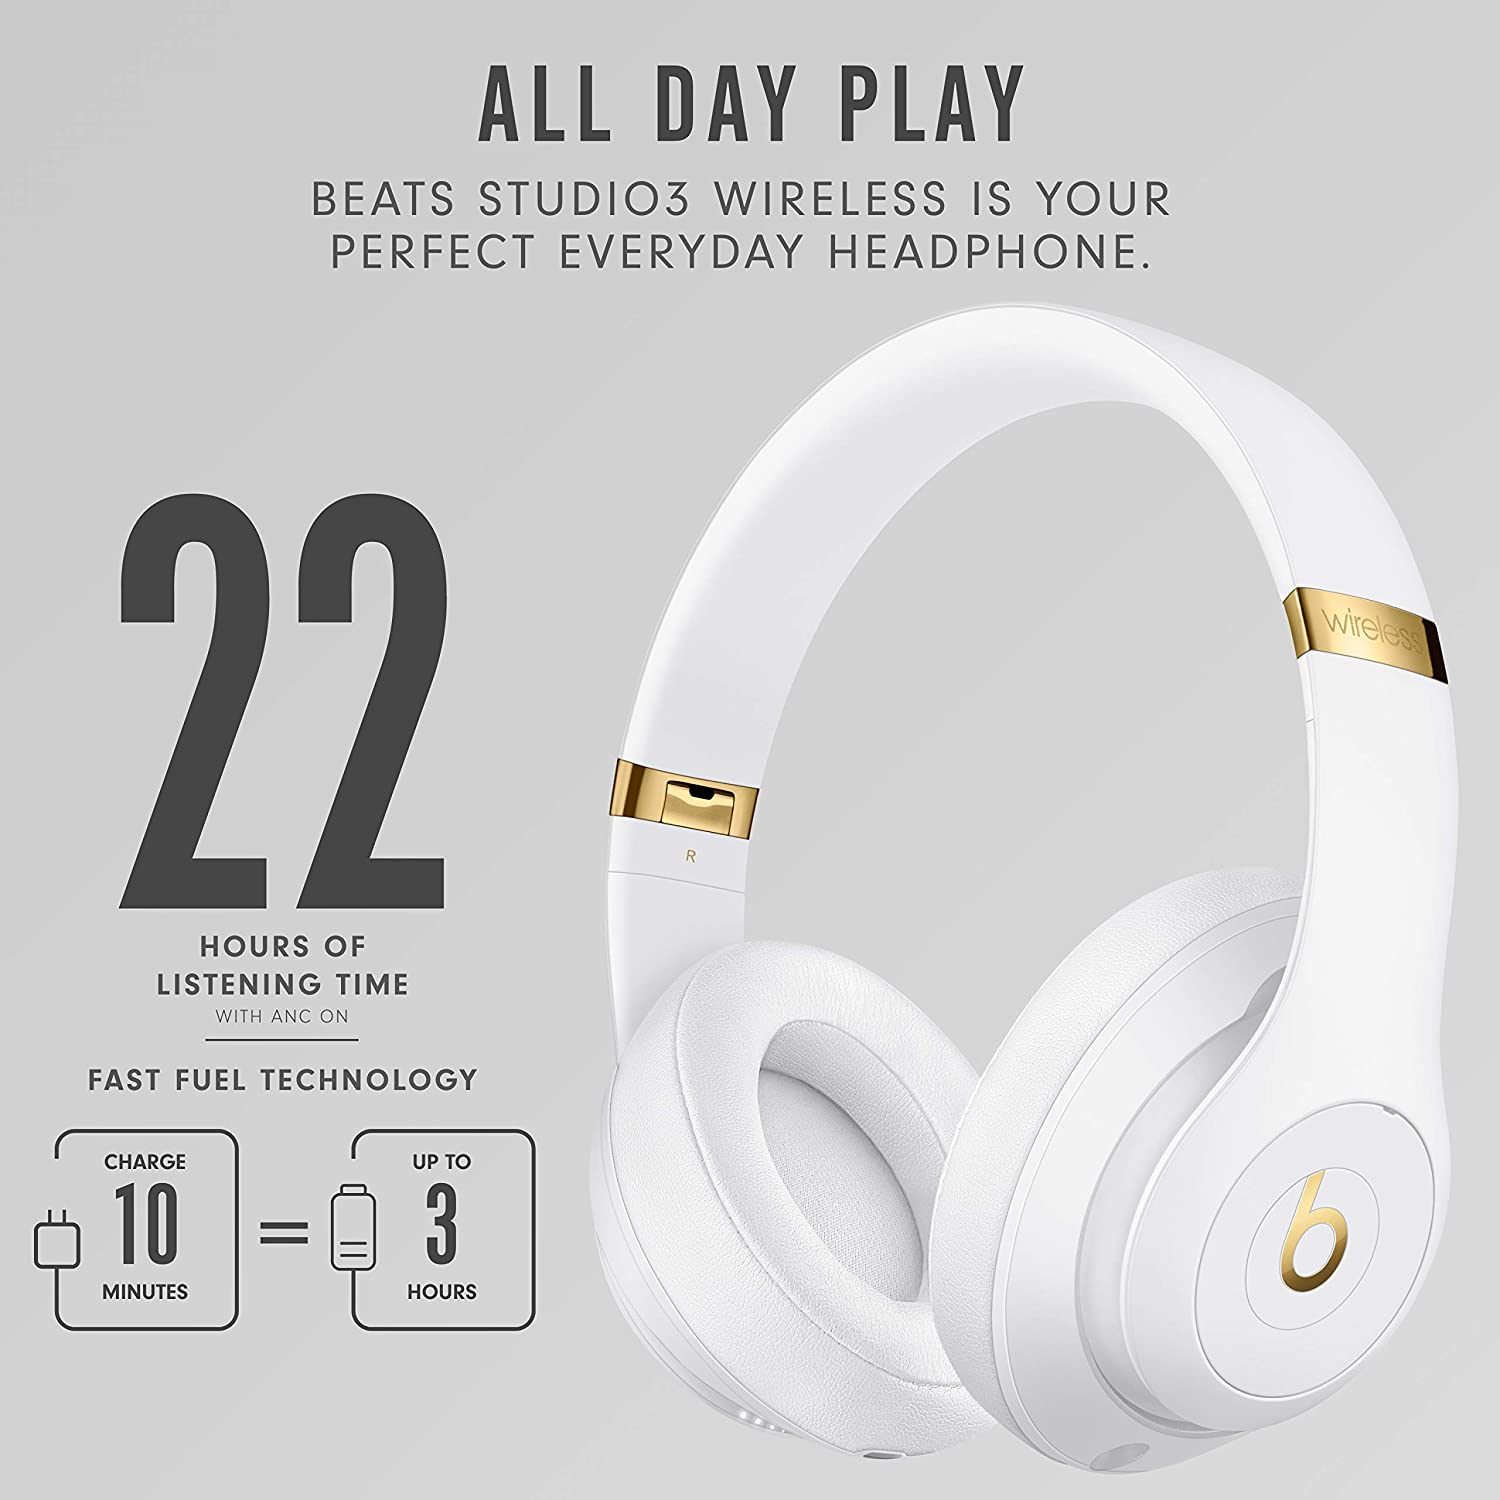 ALL DAY PLAY
BEATS STUDIO3 WIRELESS IS YOUR
PERFECT EVERYDAY HEADPHONE.
wireless
R
22
HOURS OF
LISTENING TIME
WITH ANC ON
FAST FUEL TECHNOLOGY
CHARGE
10
MINUTES
=
UP TO
3
HOURS
b